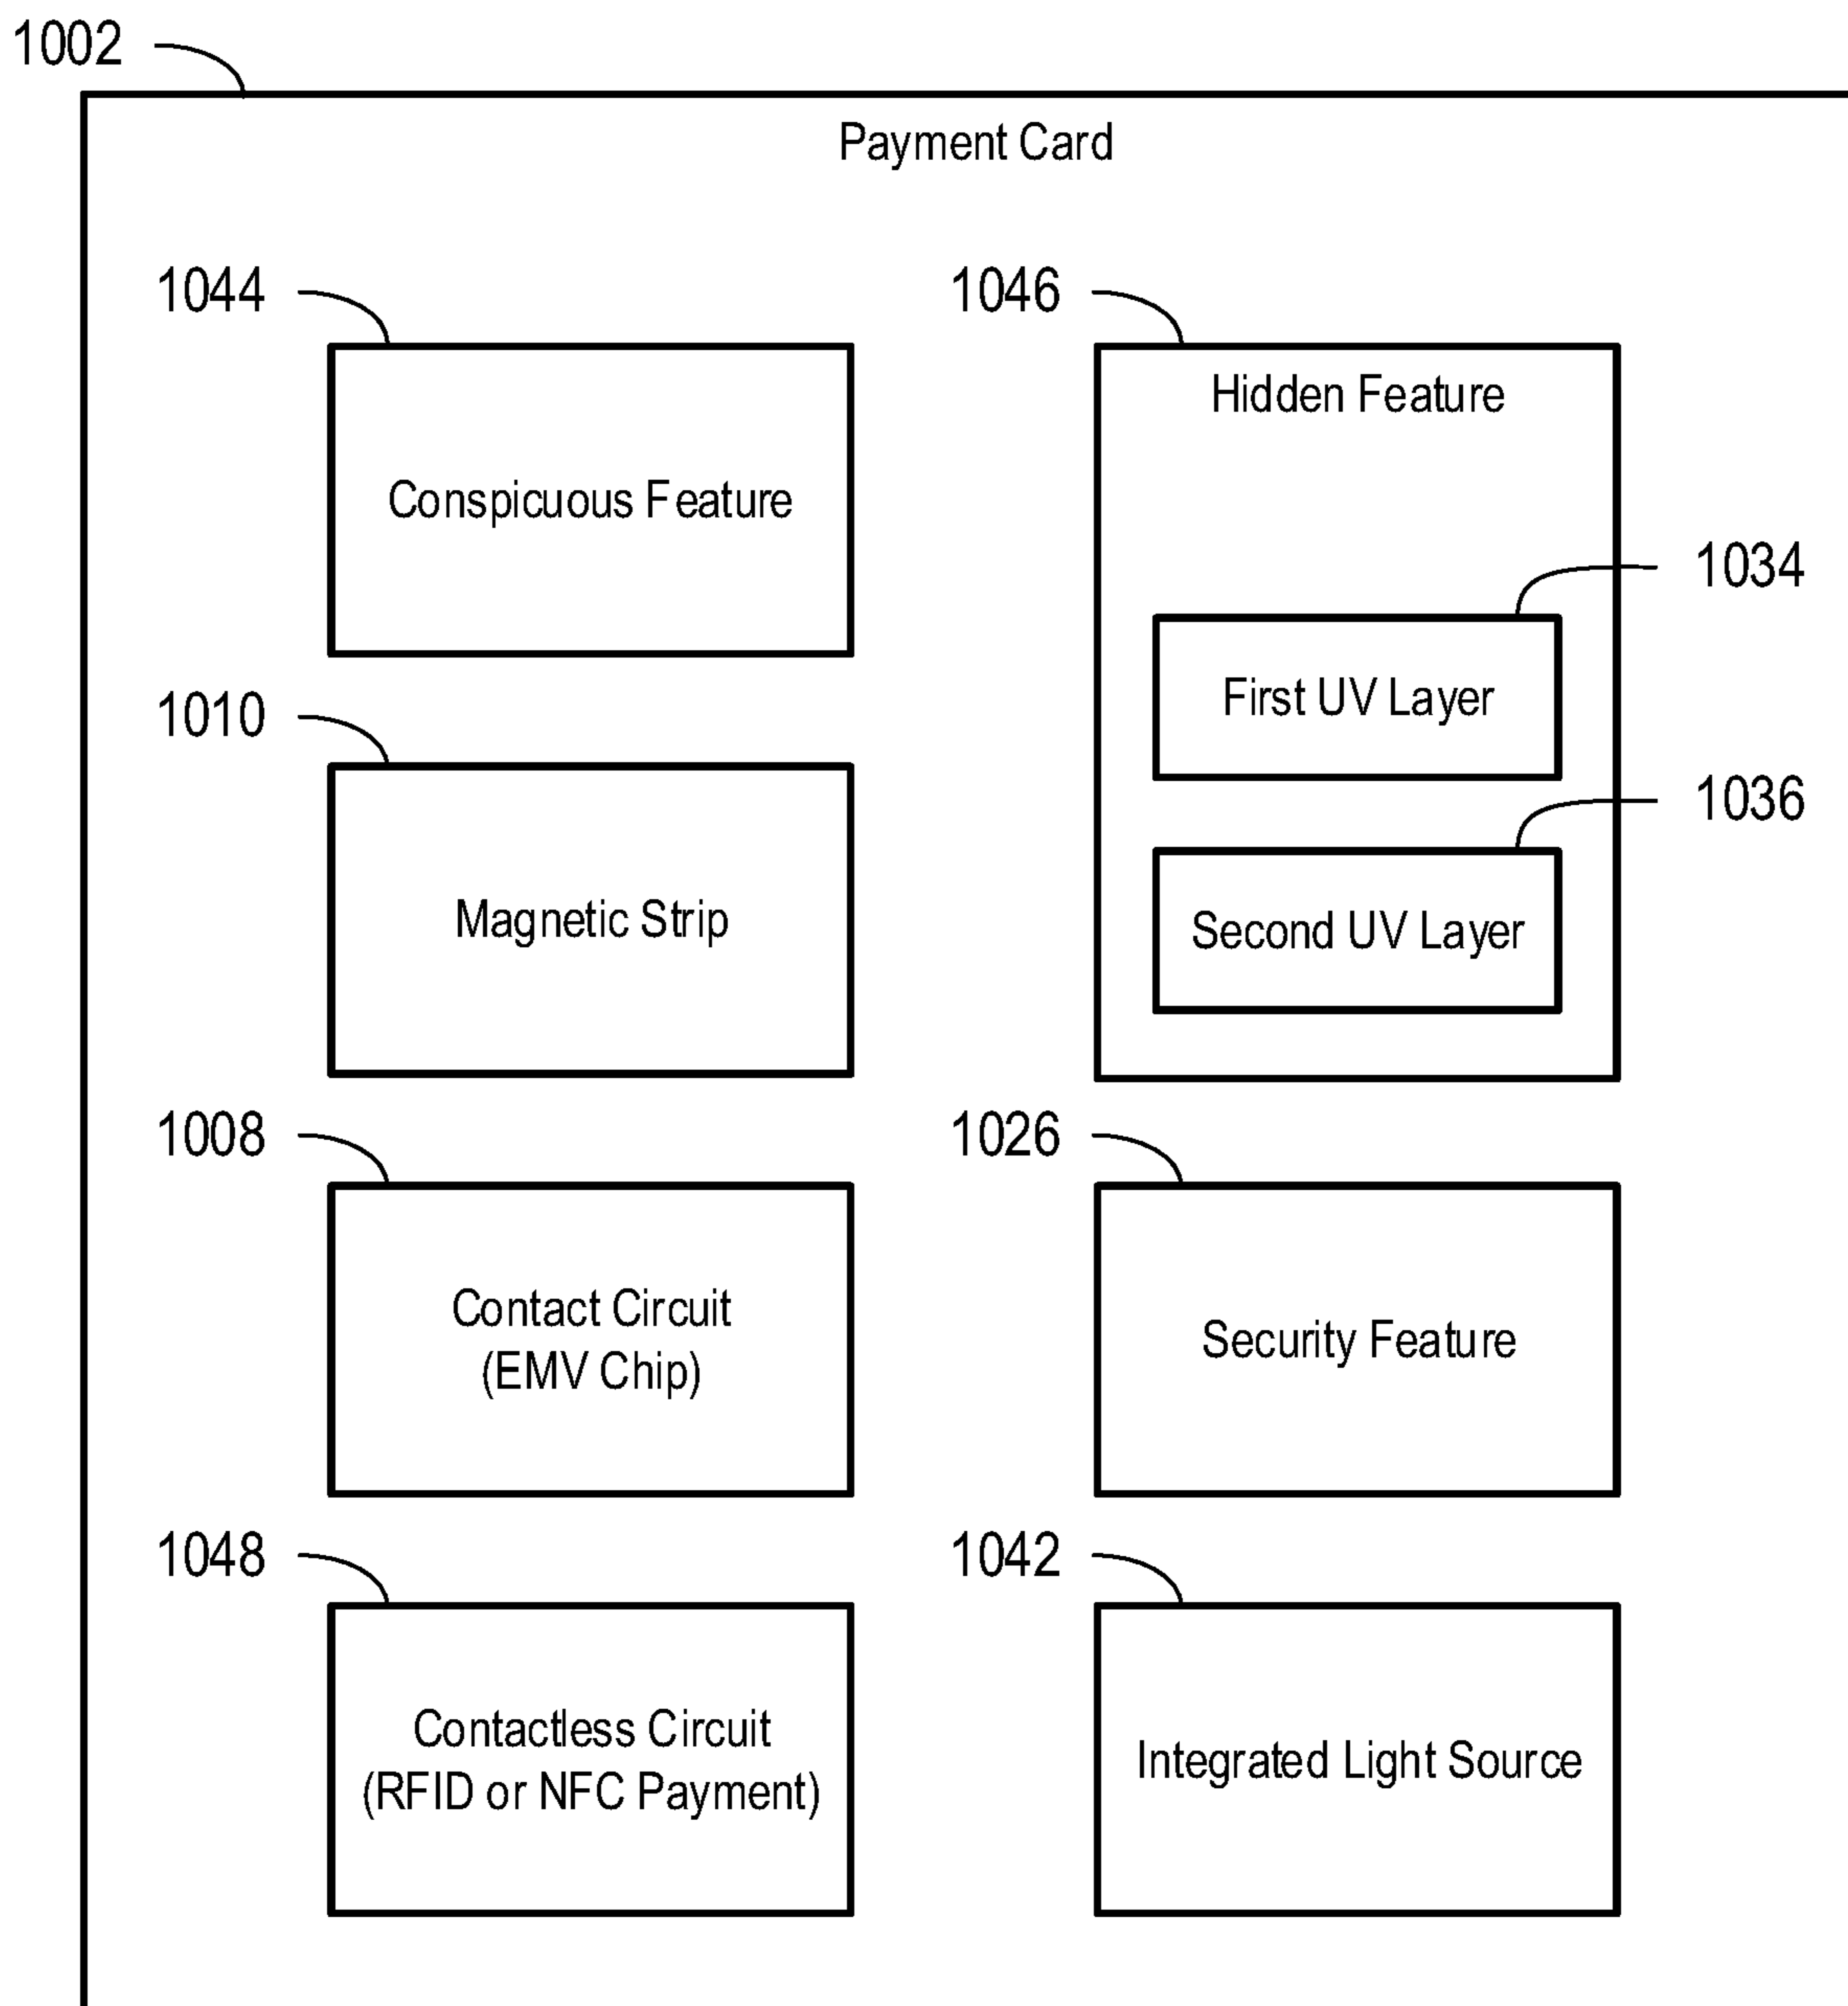 1002
Payment Card
1044
Conspicuous Feature
1046
Hidden Feature
1034
First UV Layer
1036
Second UV Layer
1010
Magnetic Strip
1008
Contact Circuit
(EMV Chip)
1026
Security Feature
1048
Contactless Circuit
(RFID or NFC Payment)
1042
Integrated Light Source